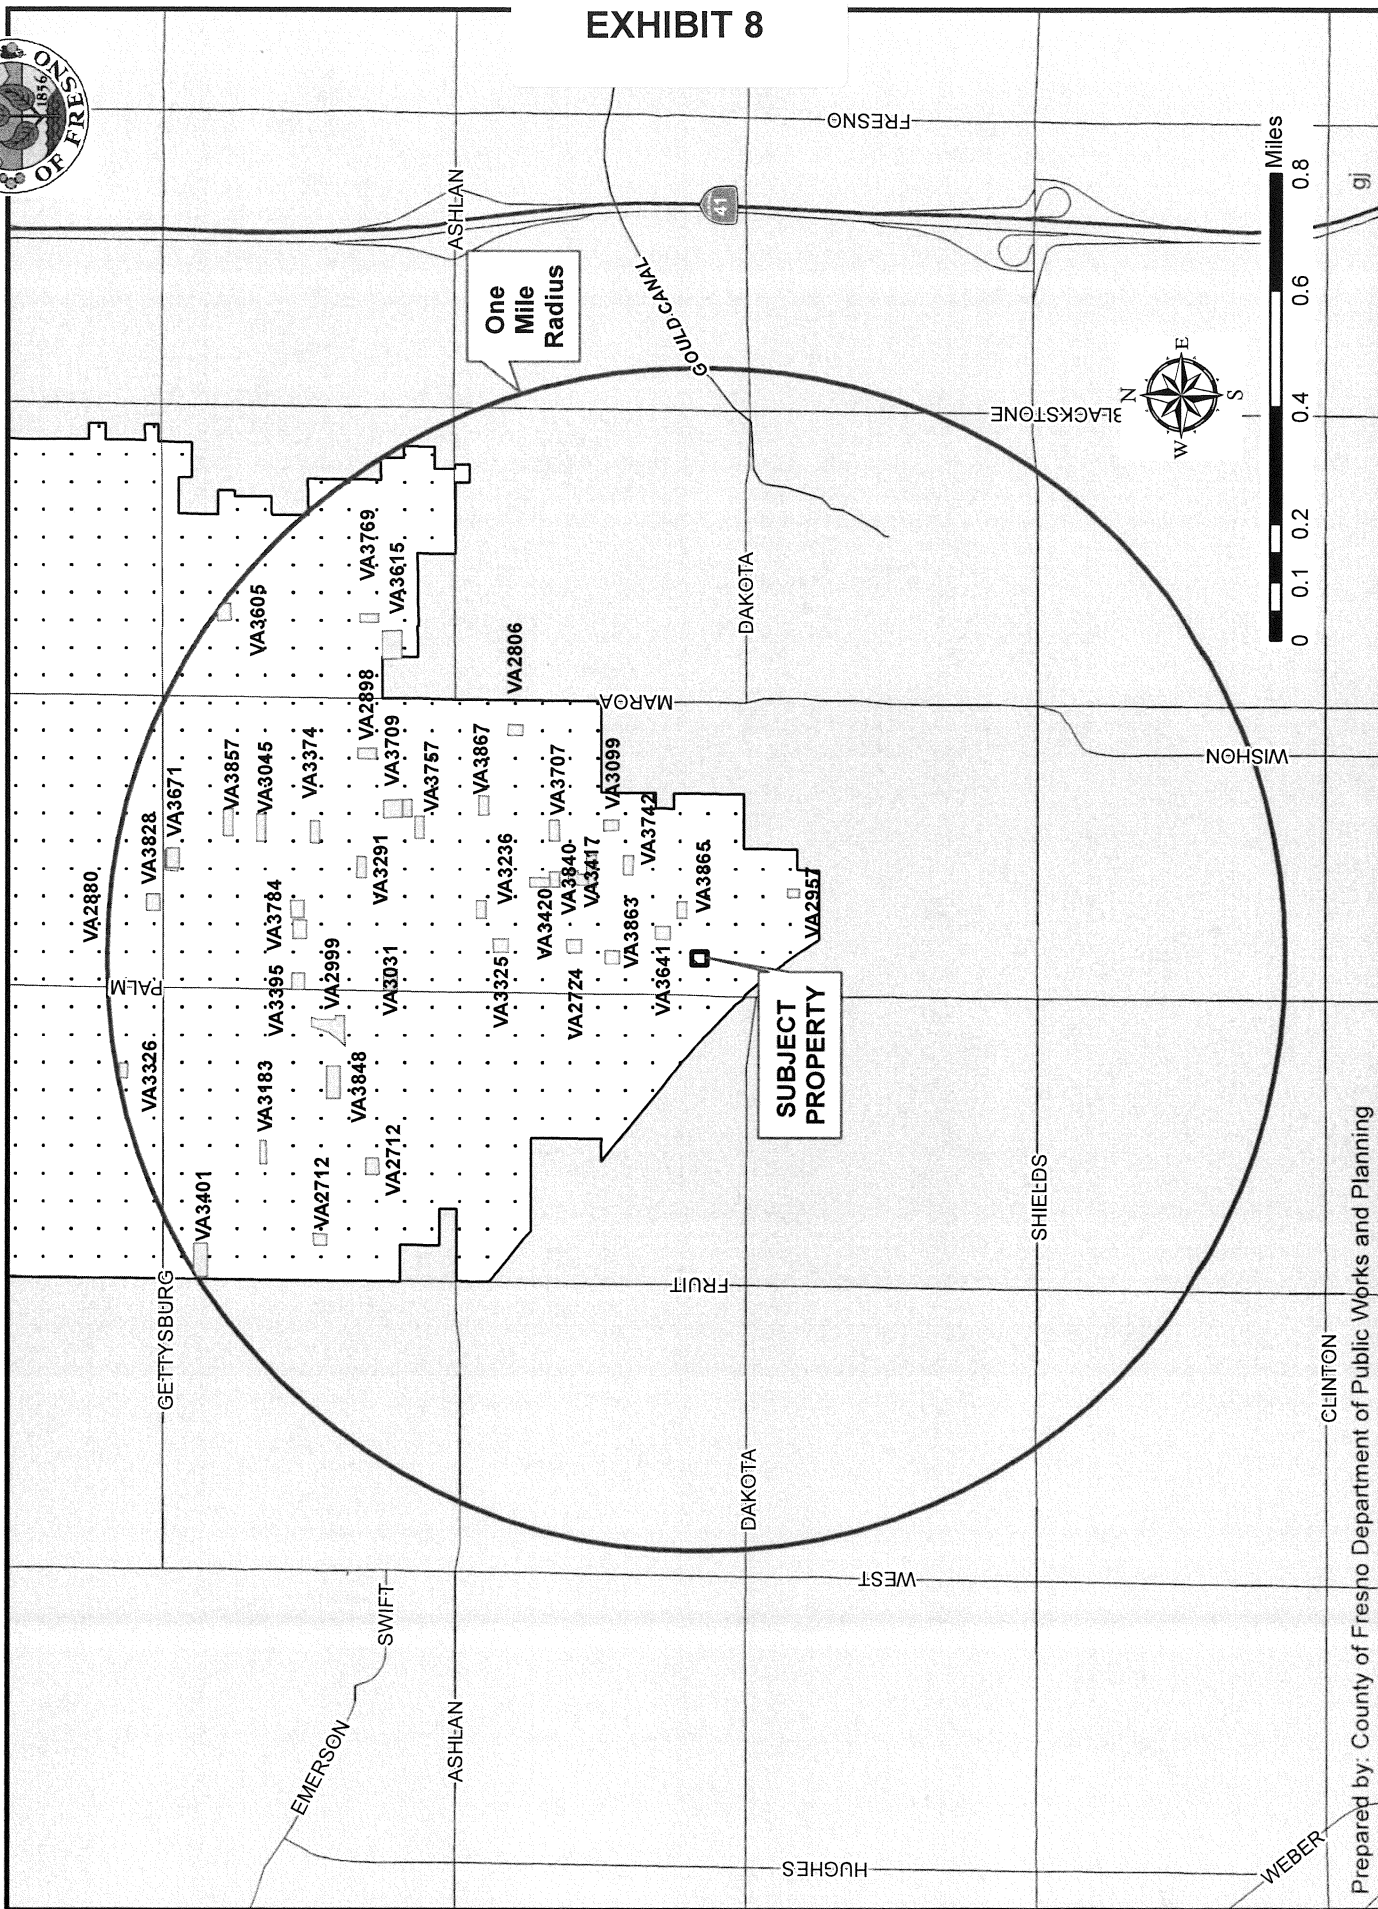 EXHIBIT 8
OF FRESNO
1856
FRESNO
41
ASHLAN
One
Mile
Radius
GOULD CANAL
BLACKSTONE
N
E
S
W
Miles
0
0.1
0.2
0.4
0.6
0.8
gj
VA3769
VA3615
VA3605
VA2806
DAKOTA
MAROA
WISHON
VA2898
VA3709
VA3757
VA3867
VA3707
VA3099
VA3742
VA3374
VA3045
VA3857
VA3671
VA3828
VA2880
VA3291
VA3236
VA3420
VA3840
VA3417
VA3865
VA3863
VA2957
VA3784
VA3395
VA2999
VA3031
VA3325
VA2724
VA3641
PALM
SUBJECT
PROPERTY
VA3326
VA3183
VA3848
VA2712
VA2712
VA3401
GETTYSBURG
FRUIT
SHIELDS
CLINTON
DAKOTA
WEST
SWIFT
EMERSON
ASHLAN
HUGHES
WEBER
Prepared by: County of Fresno Department of Public Works and Planning